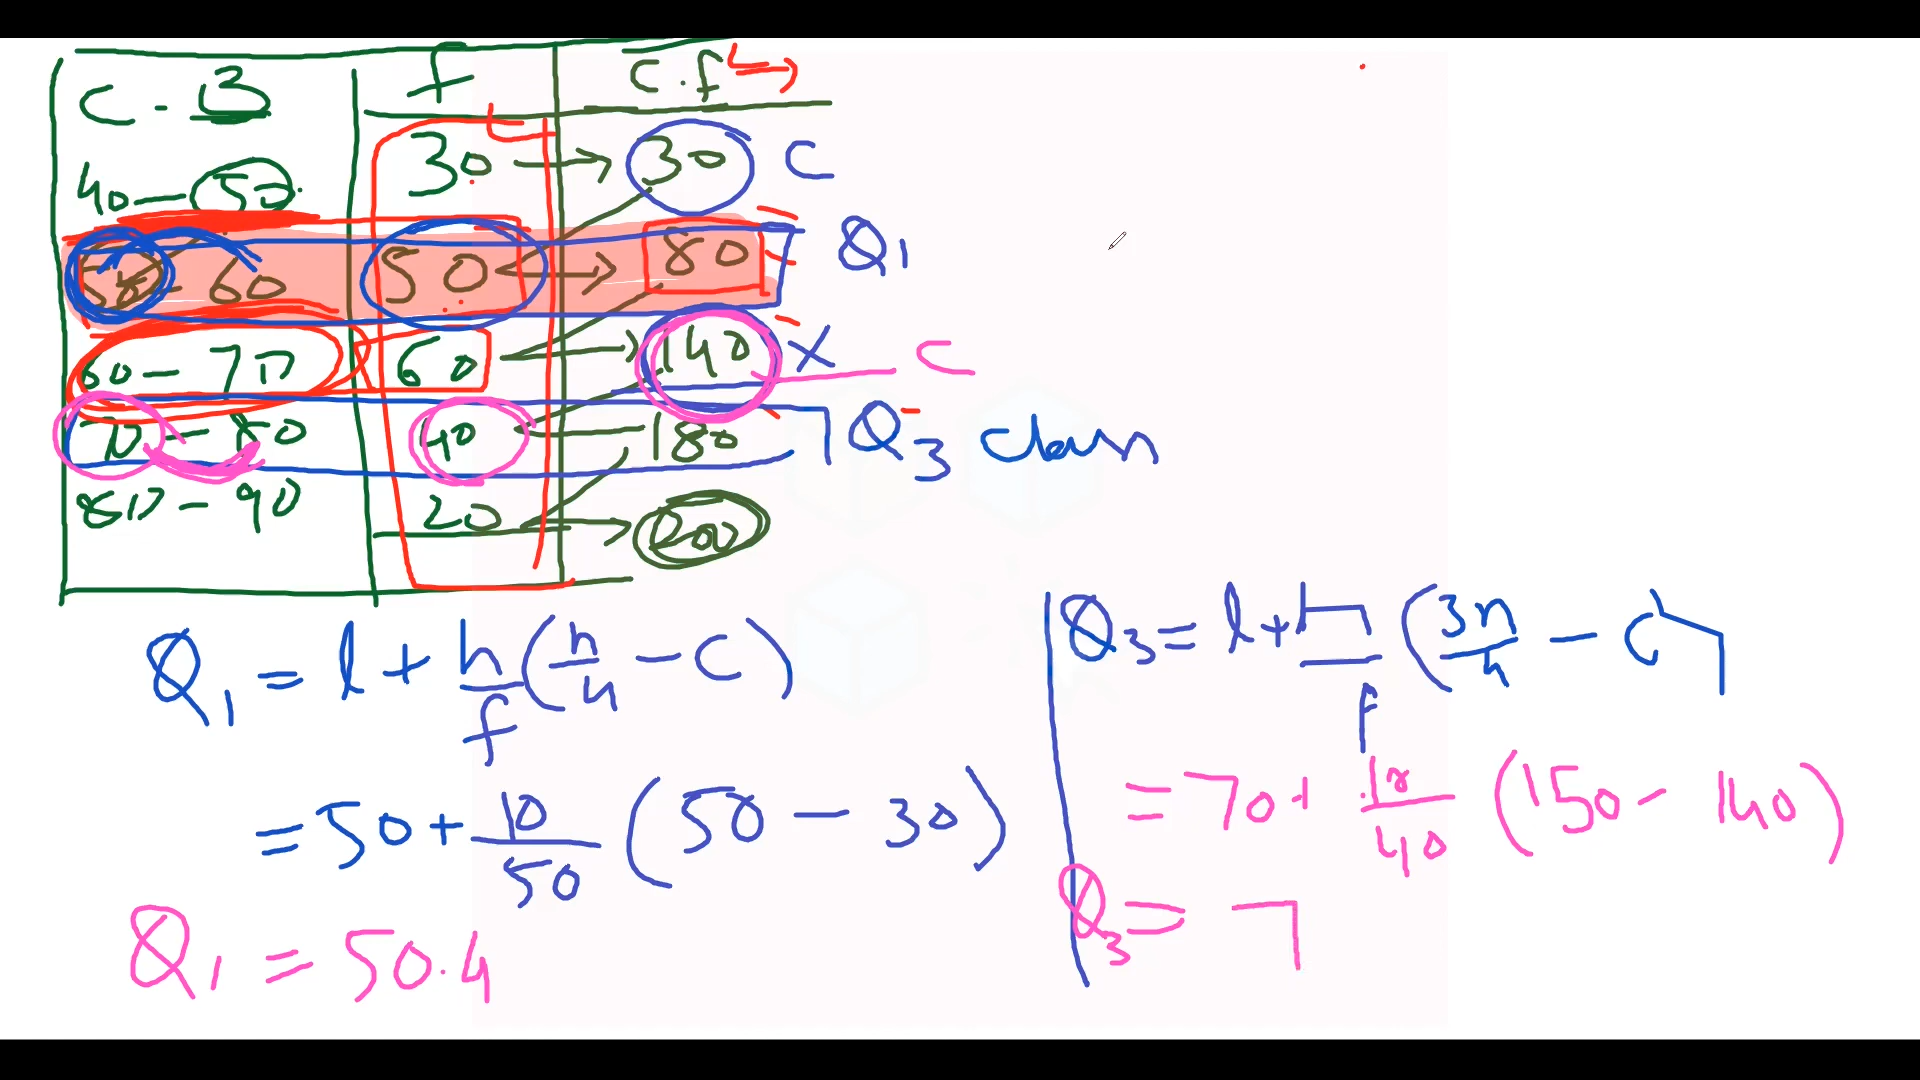 C - B f C.f
40 - 50 30 → 30 C
50 - 60 50 → 80 Q1
60 - 70 60 → 140 X C
70 - 80 40 180 Q3 class
80 - 90 20 → 200
Q1 = l + h/f (n/4 - C)
= 50 + 10/50 (50 - 30)
Q1 = 50.4
Q3 = l + h/f (3n/4 - C)
= 70 + 10/40 (150 - 140)
Q3 = 7